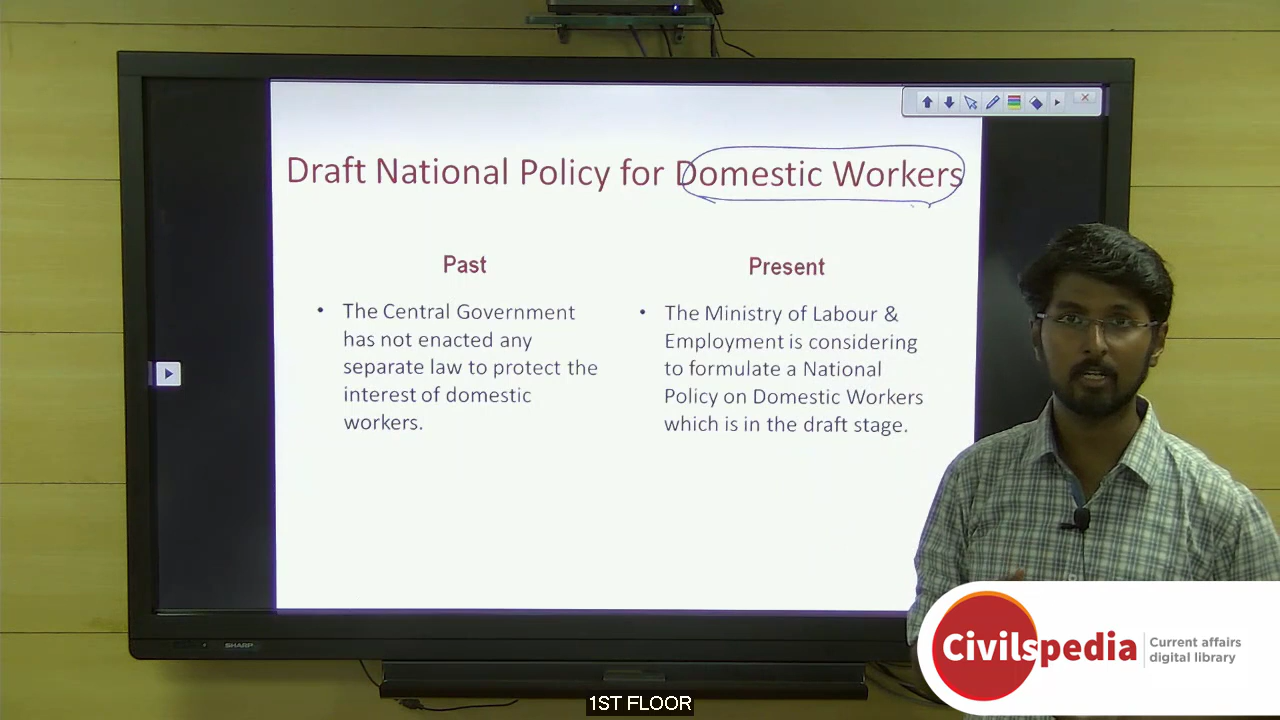 Draft National Policy for Domestic Workers
Past
• The Central Government
has not enacted any
separate law to protect the
interest of domestic
workers.
Present
• The Ministry of Labour &
Employment is considering
to formulate a National
Policy on Domestic Workers
which is in the draft stage.
SHARP
Civilspedia
Current affairs
digital library
1ST FLOOR